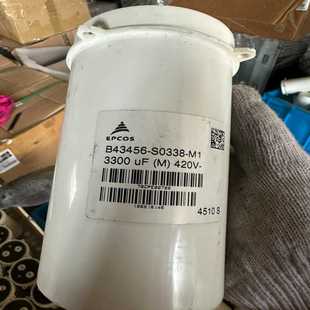 EPCOS
B43456-S0338-M1
3300 uF (M) 420V-
4510 S